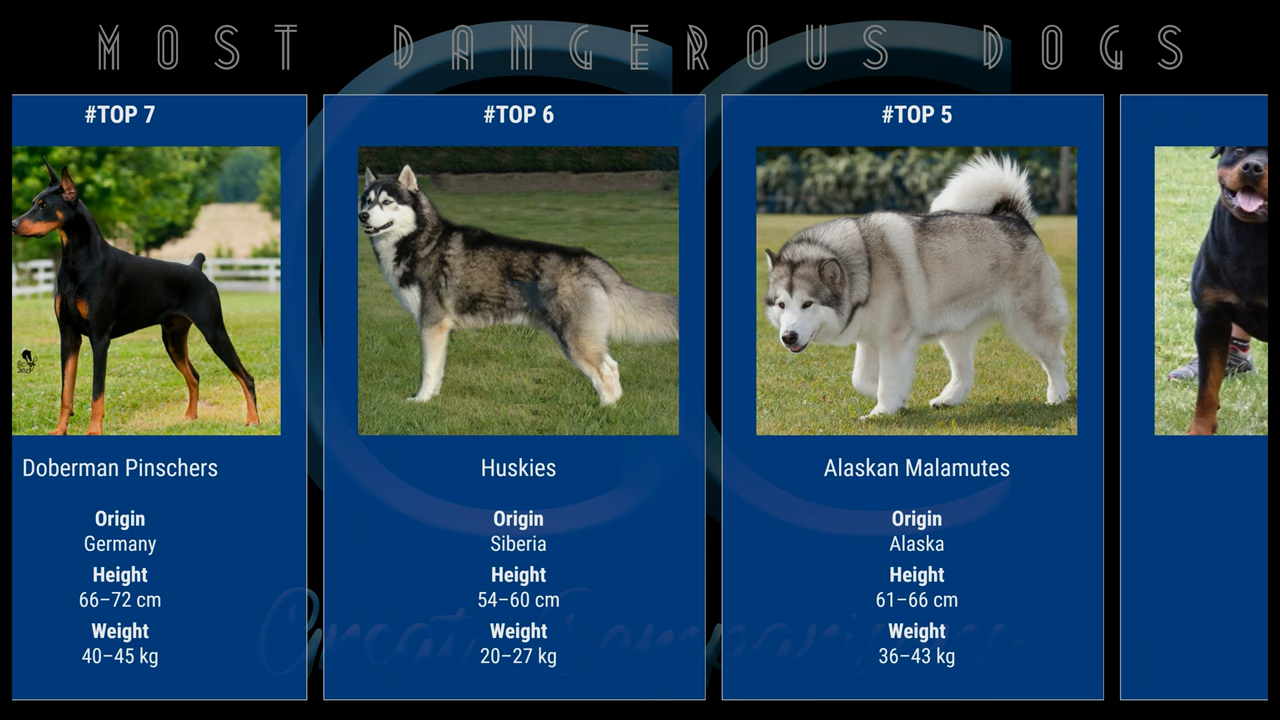 MOST DANGEROUS DOGS
#TOP 7
Doberman Pinschers
Origin
Germany
Height
66–72 cm
Weight
40–45 kg
#TOP 6
Huskies
Origin
Siberia
Height
54–60 cm
Weight
20–27 kg
#TOP 5
Alaskan Malamutes
Origin
Alaska
Height
61–66 cm
Weight
36–43 kg
Great Comparisons